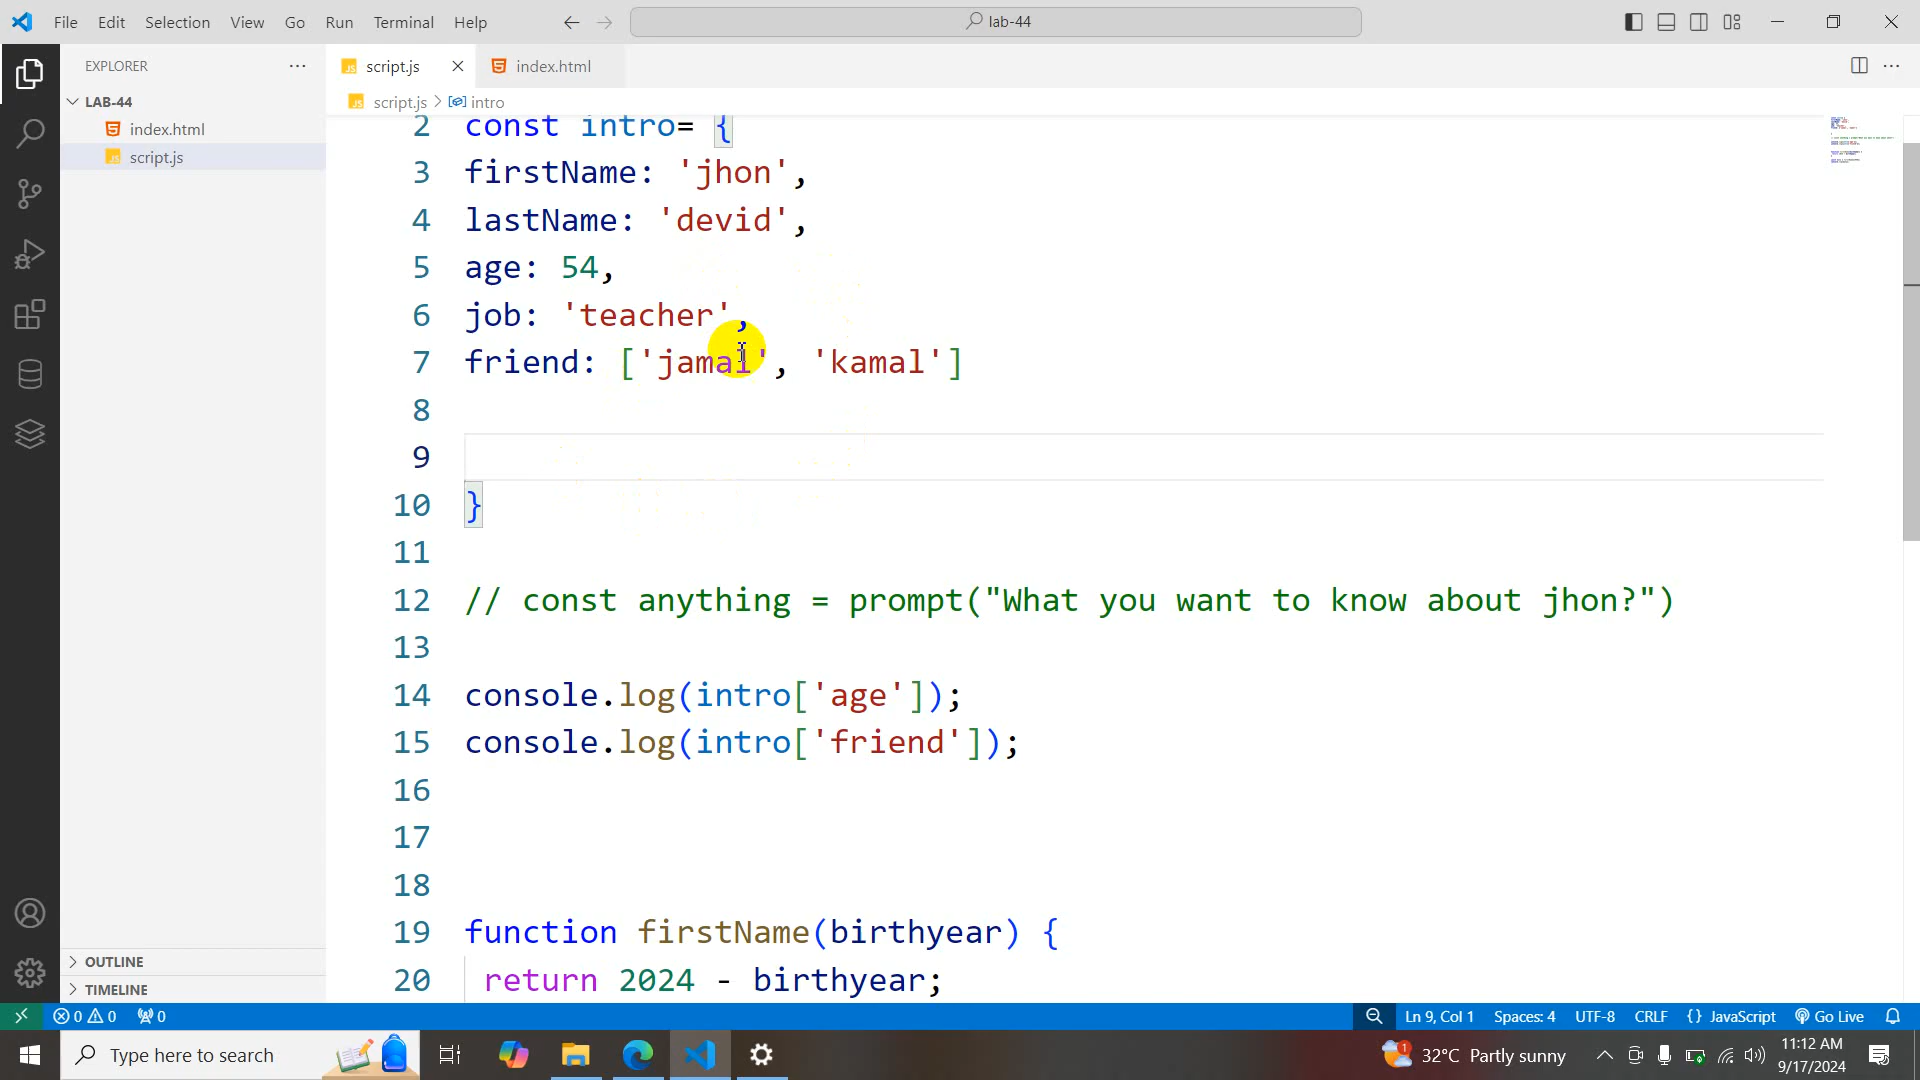 File Edit Selection View Go Run Terminal Help
lab-44
EXPLORER
LAB-44
index.html
script.js
script.js
index.html
script.js > intro
2 const intro= {
3 firstName: 'jhon',
4 lastName: 'devid',
5 age: 54,
6 job: 'teacher',
7 friend: ['jamal', 'kamal']
8
9
10 }
11
12 // const anything = prompt("What you want to know about jhon?")
13
14 console.log(intro['age']);
15 console.log(intro['friend']);
16
17
18
19 function firstName(birthyear) {
20 return 2024 - birthyear;
OUTLINE
TIMELINE
0 0 0
Ln 9, Col 1 Spaces: 4 UTF-8 CRLF {} JavaScript Go Live
Type here to search
1 32°C Partly sunny
11:12 AM
9/17/2024